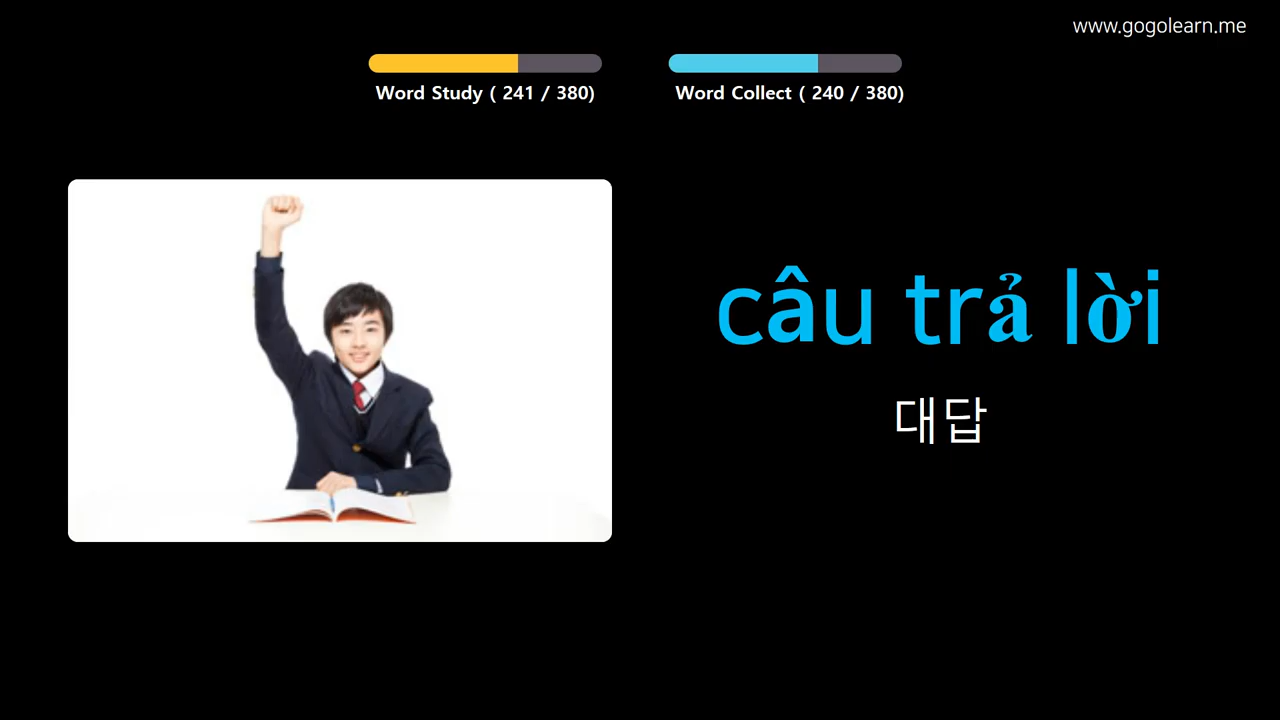 www.gogolearn.me
Word Study ( 241 / 380)
Word Collect ( 240 / 380)
câu trả lời
대답